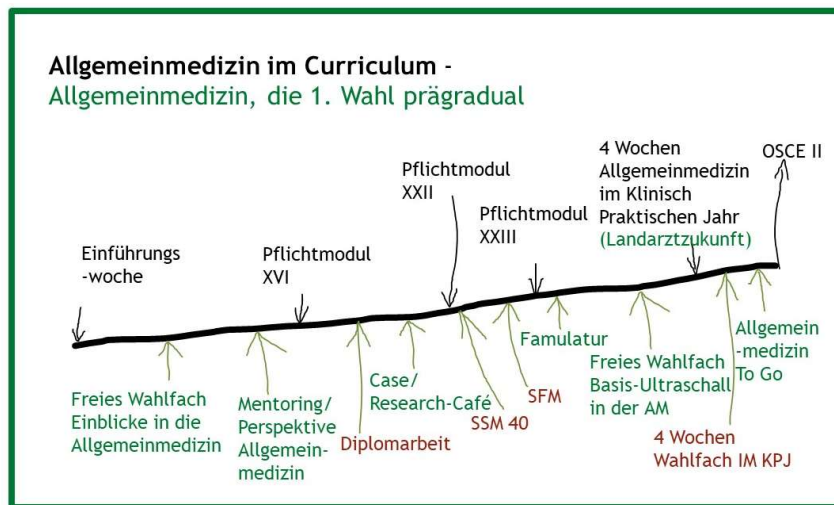 Allgemeinmedizin im Curriculum -
Allgemeinmedizin, die 1. Wahl prägradual
Einführungs
-woche
Pflichtmodul
XVI
Pflichtmodul
XXII
Pflichtmodul
XXIII
4 Wochen
Allgemeinmedizin
im Klinisch
Praktischen Jahr
(Landarztzukunft)
OSCE II
Freies Wahlfach
Einblicke in die
Allgemeinmedizin
Mentoring/
Perspektive
Allgemein-
medizin
Diplomarbeit
Case/
Research-Café
SSM 40
SFM
Famulatur
Freies Wahlfach
Basis-Ultraschall
in der AM
4 Wochen
Wahlfach IM KPJ
Allgemein
-medizin
To Go